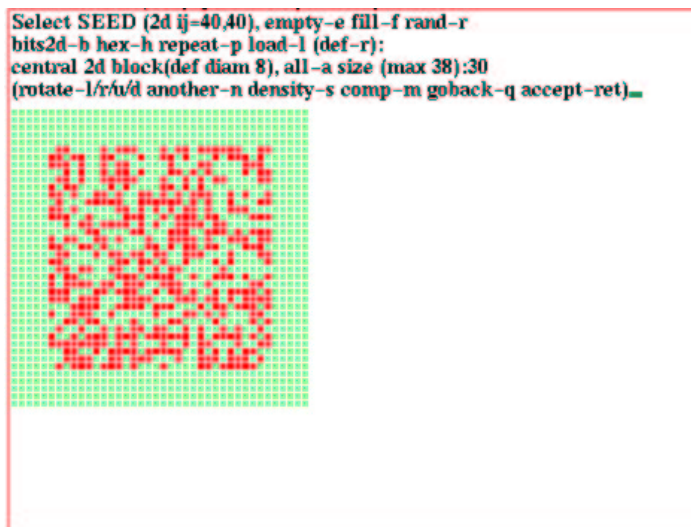 Select SEED (2d ij=40,40), empty-e fill-f rand-r
bits2d-b hex-h repeat-p load-l (def-r):
central 2d block(def diam 8), all-a size (max 38):30
(rotate-l/r/u/d another-n density-s comp-m goback-q accept-ret)